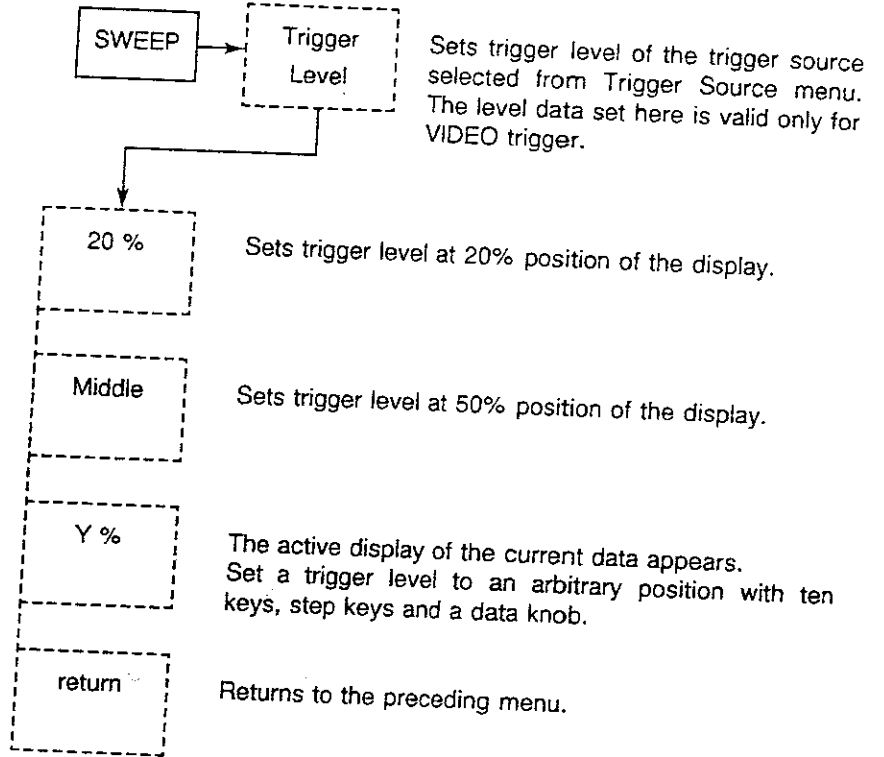 SWEEP
Trigger
Level
Sets trigger level of the trigger source
selected from Trigger Source menu.
The level data set here is valid only for
VIDEO trigger.
20 %
Sets trigger level at 20% position of the display.
Middle
Sets trigger level at 50% position of the display.
Y %
The active display of the current data appears.
Set a trigger level to an arbitrary position with ten
keys, step keys and a data knob.
return
Returns to the preceding menu.